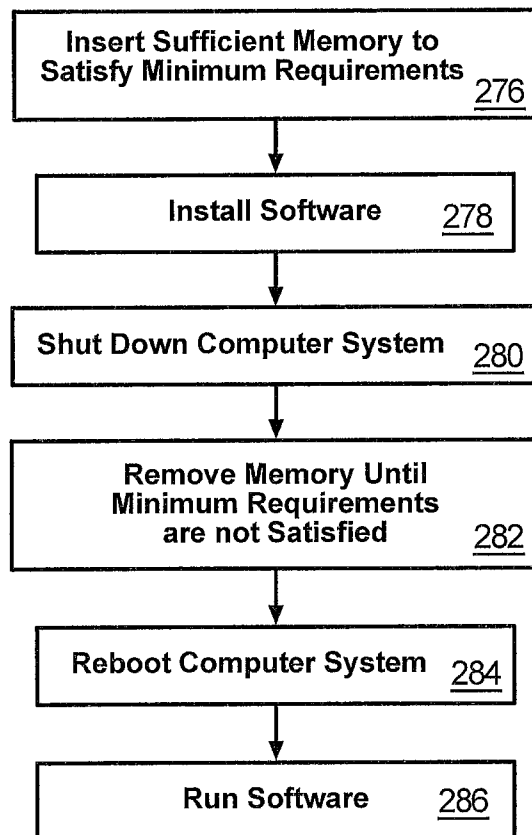 Insert Sufficient Memory to
Satisfy Minimum Requirements
276
Install Software 278
Shut Down Computer System 280
Remove Memory Until
Minimum Requirements
are not Satisfied
282
Reboot Computer System 284
Run Software 286